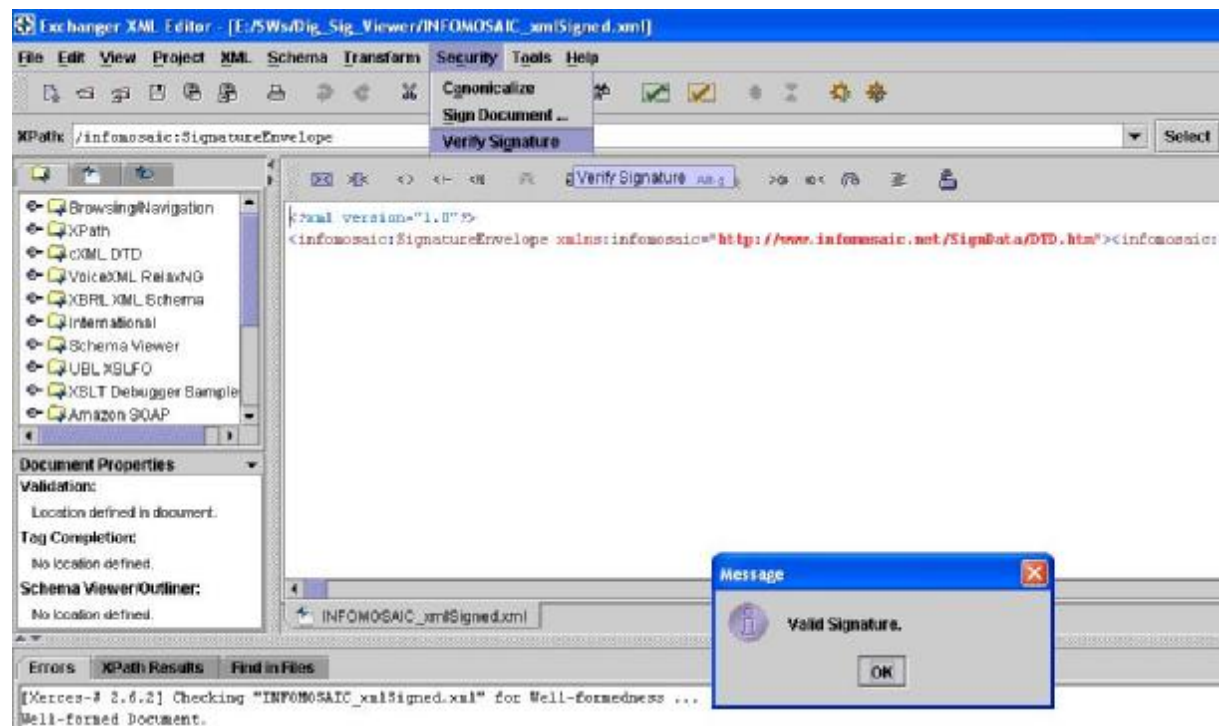 Exchanger XML Editor - [E:/SWs/Dig_Sig_Viewer/INFOMOSAIC_xmlSigned.xml]
File Edit View Project XML Schema Transform Security Tools Help
Canonicalize
Sign Document ...
Verify Signature
XPath: /infomosaic:SignatureEnvelope
Select
Verify Signature
Browsing/Navigation
XPath
cXML DTD
VoiceXML RelaxNG
XBRL XML Schema
International
Schema Viewer
UBL XSLFO
XSLT Debugger Sample
Amazon SOAP
<?xml version="1.0"?>
<infomosaic:SignatureEnvelope xmlns:infomosaic="http://www.infomosaic.net/SignData/DTD.htm"><infomosaic:
Document Properties
Validation:
Location defined in document.
Tag Completion:
No location defined.
Schema Viewer/Outliner:
No location defined.
INFOMOSAIC_xmlSigned.xml
Message
Valid Signature.
OK
Errors XPath Results Find in Files
[Xerces-J 2.6.2] Checking "INFOMOSAIC_xmlSigned.xml" for Well-formedness ...
Well-formed Document.